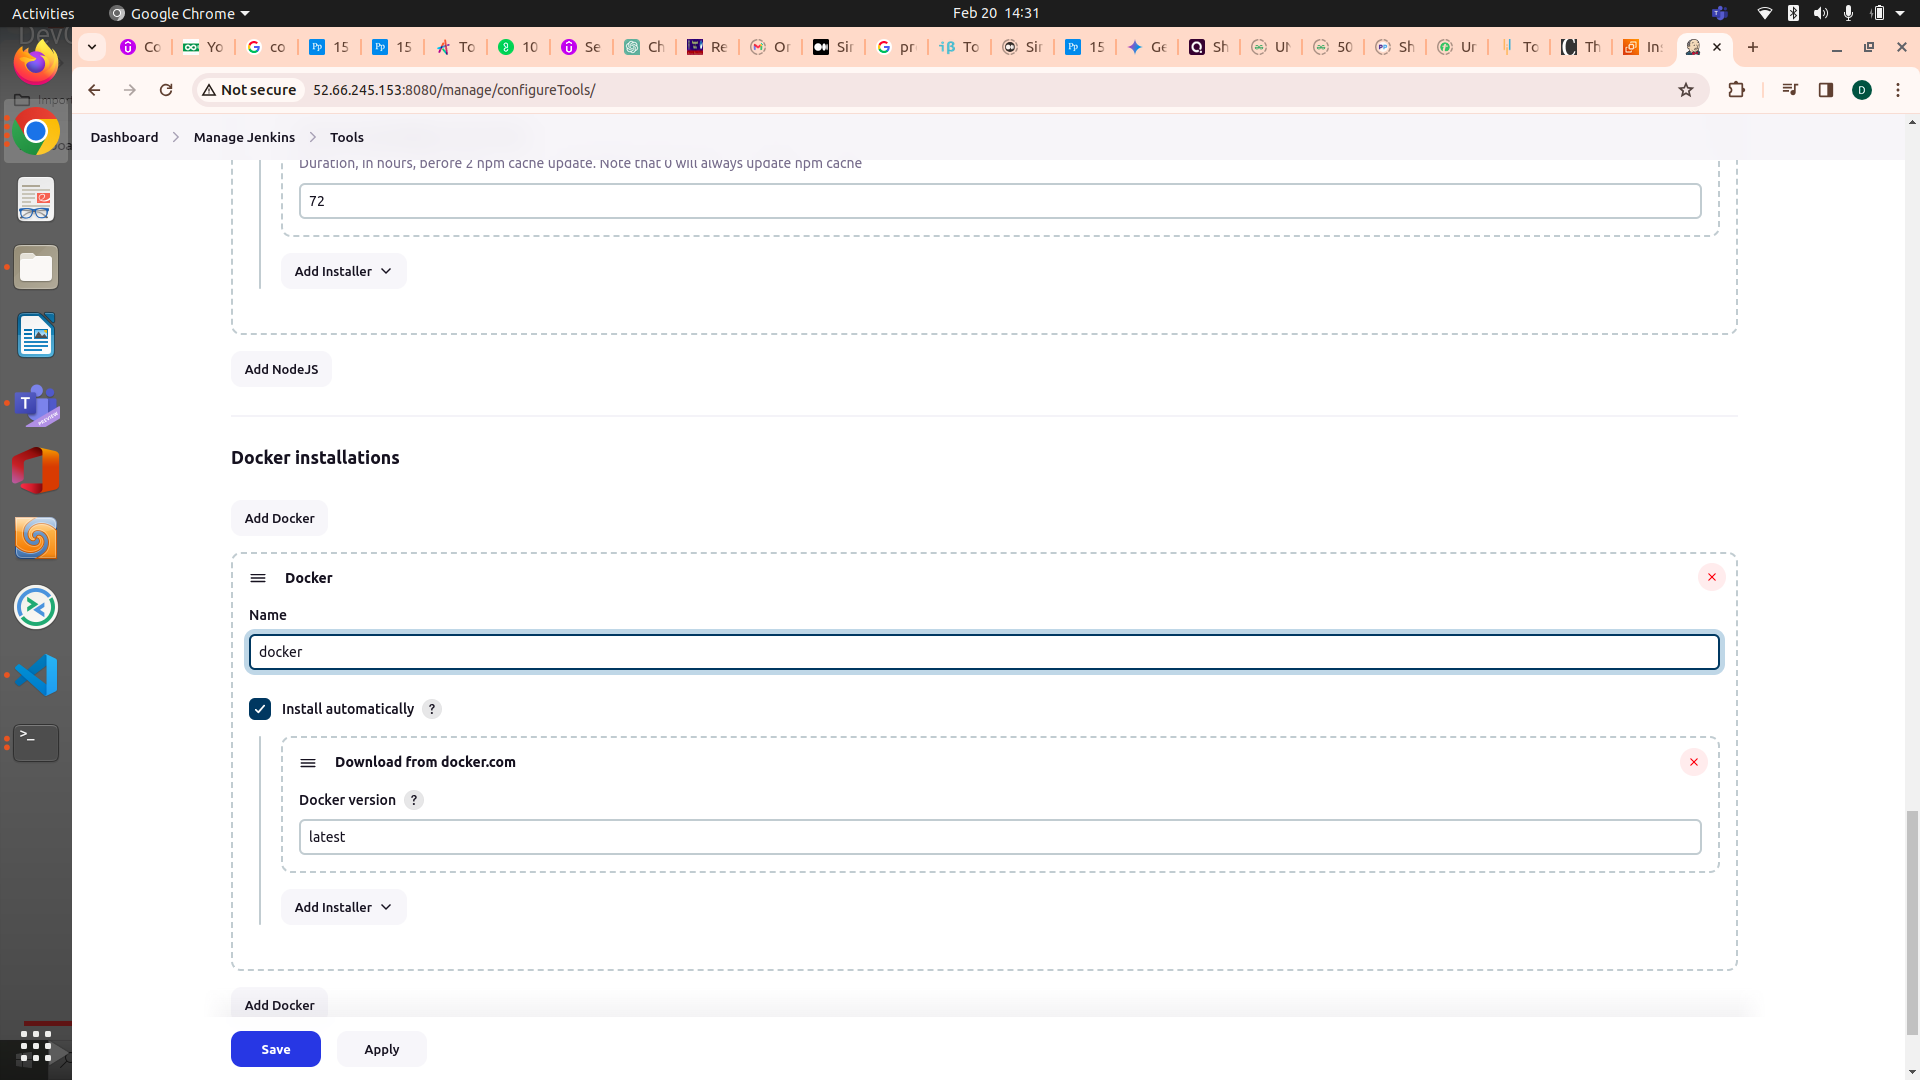 Activities
Google Chrome
Feb 20 14:31
Co
Yo
co
15
15
To
10
Se
Ch
Re
Or
Sir
pr
To
Sir
15
Ge
Sh
UN
50
Sh
Ur
To
Th
Ins
Not secure
52.66.245.153:8080/manage/configureTools/
D
Dashboard
Manage Jenkins
Tools
Duration, in hours, before 2 npm cache update. Note that 0 will always update npm cache
72
Add Installer
Add NodeJS
Docker installations
Add Docker
Docker
Name
docker
Install automatically ?
Download from docker.com
Docker version ?
latest
Add Installer
Add Docker
Save
Apply